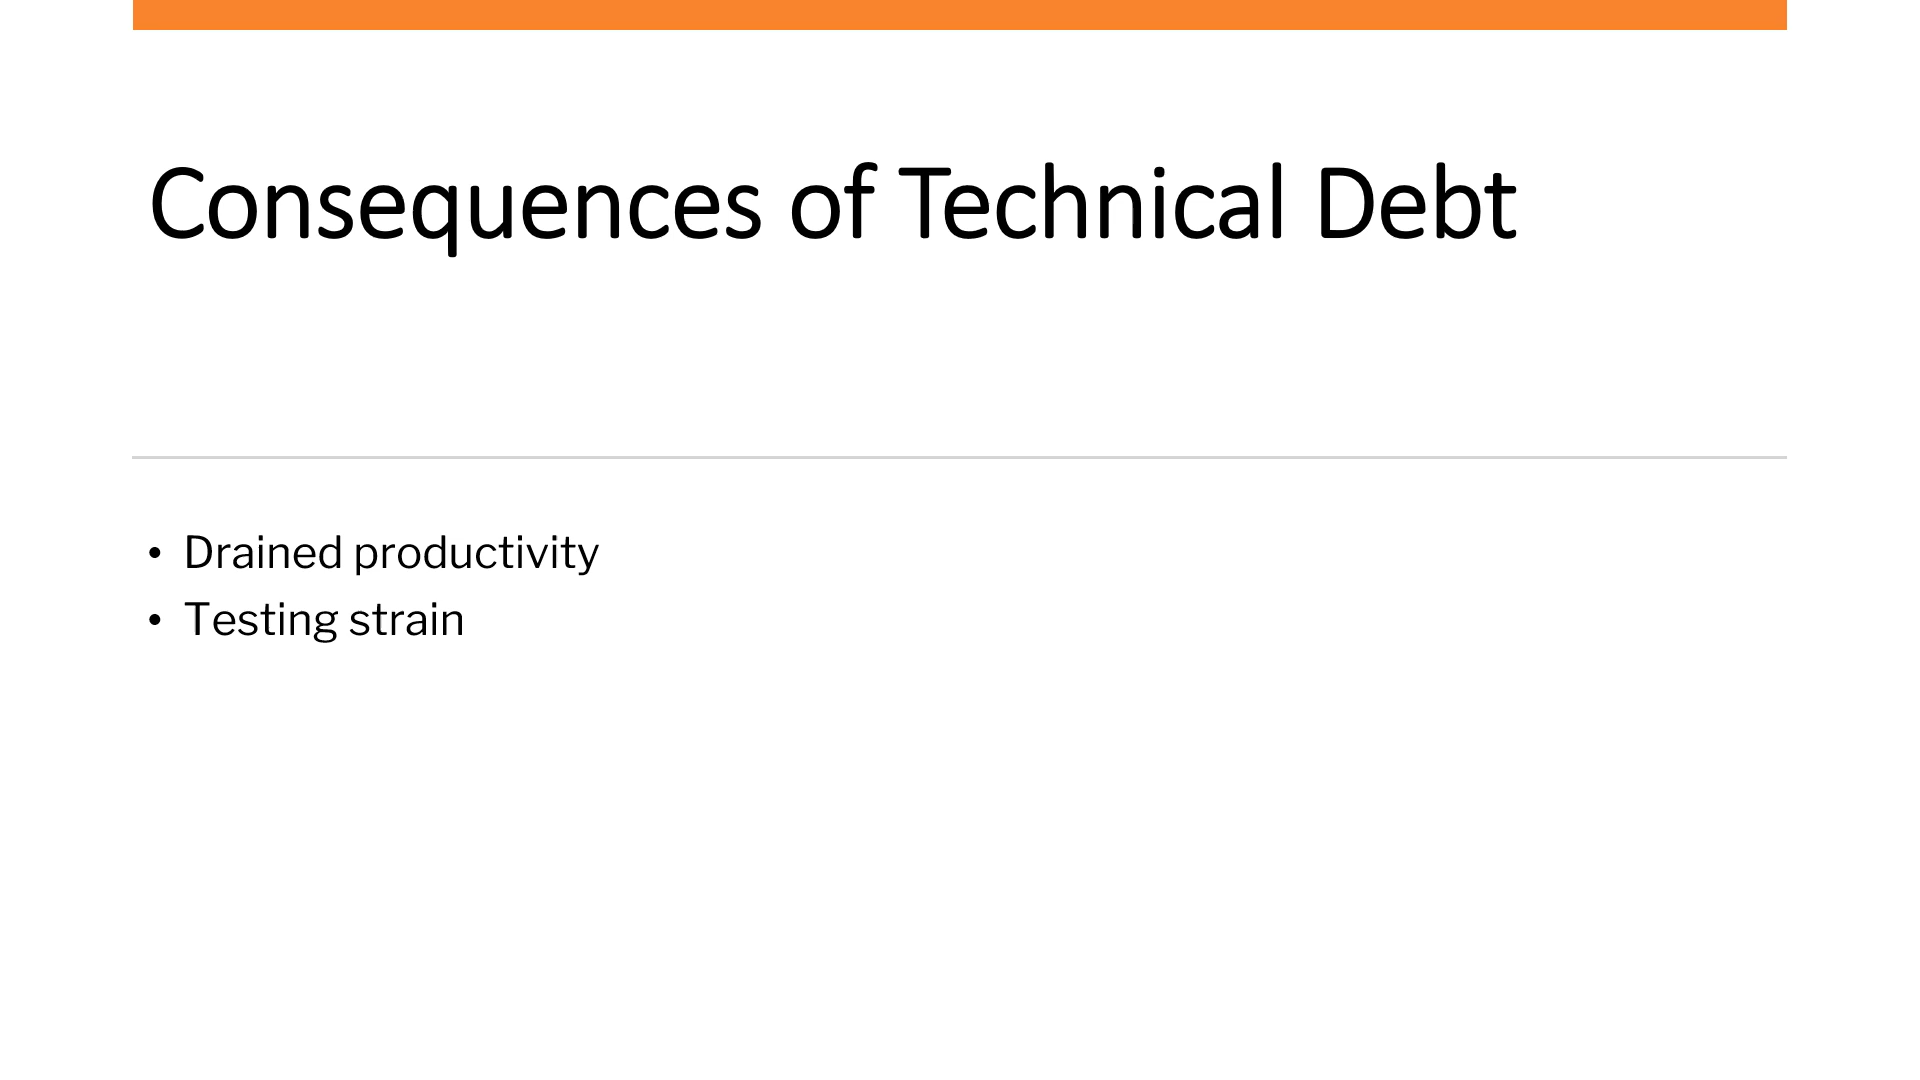 Consequences of Technical Debt
• Drained productivity
• Testing strain